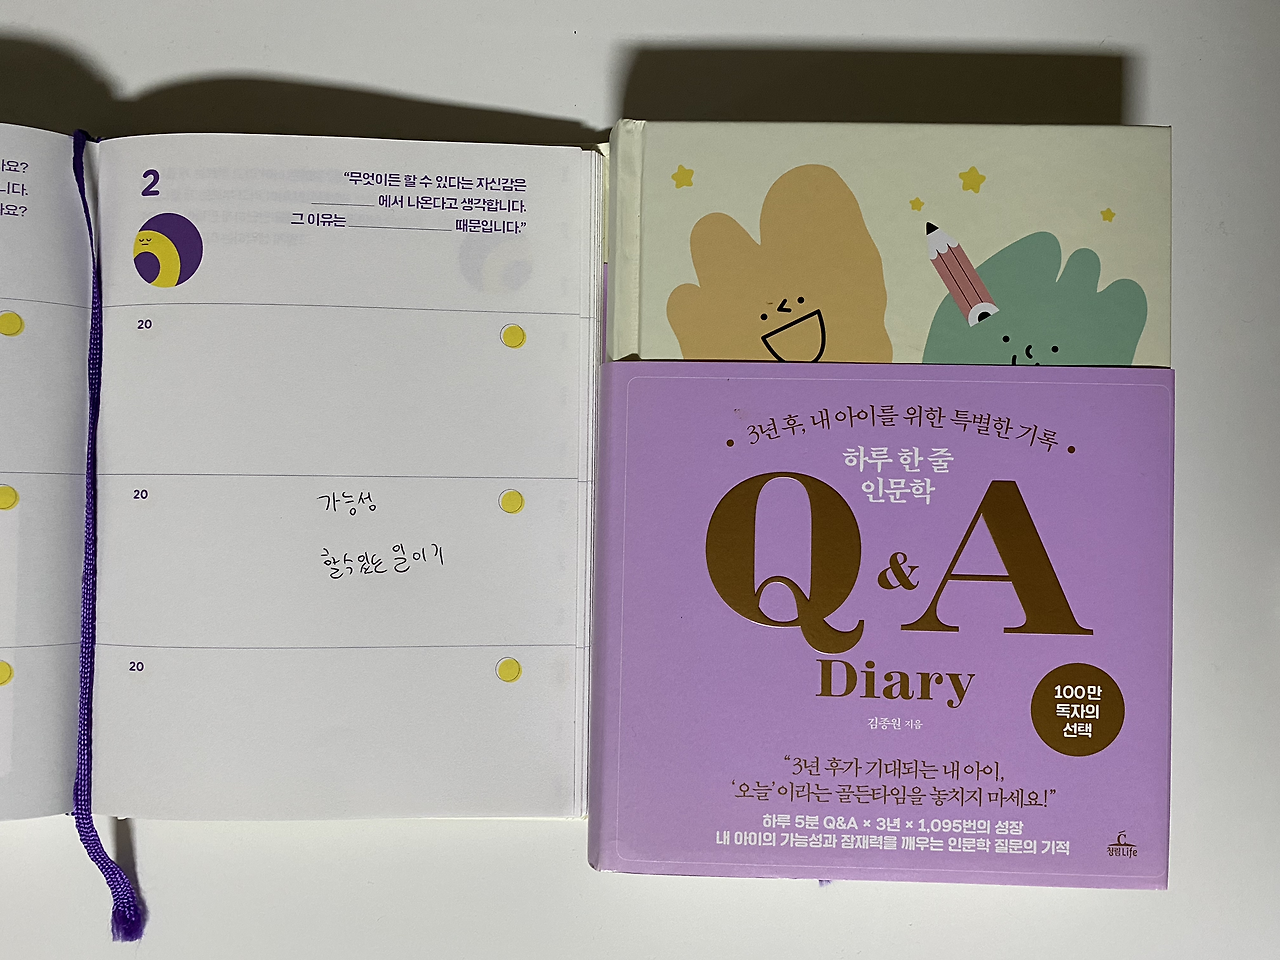 아요?
니다.
나요?
2
“무엇이든 할 수 있다는 자신감은
에서 나온다고 생각합니다.
그 이유는 때문입니다.”
20
20
가능성
할 수 있는 일이기
20
3년 후, 내 아이를 위한 특별한 기록
하루 한 줄
인문학
Q & A
Diary
김종원 지음
100만
독자의
선택
“3년 후가 기대되는 내 아이,
‘오늘’이라는 골든타임을 놓치지 마세요!”
하루 5분 Q&A × 3년 × 1,095번의 성장
내 아이의 가능성과 잠재력을 깨우는 인문학 질문의 기적
청림Life